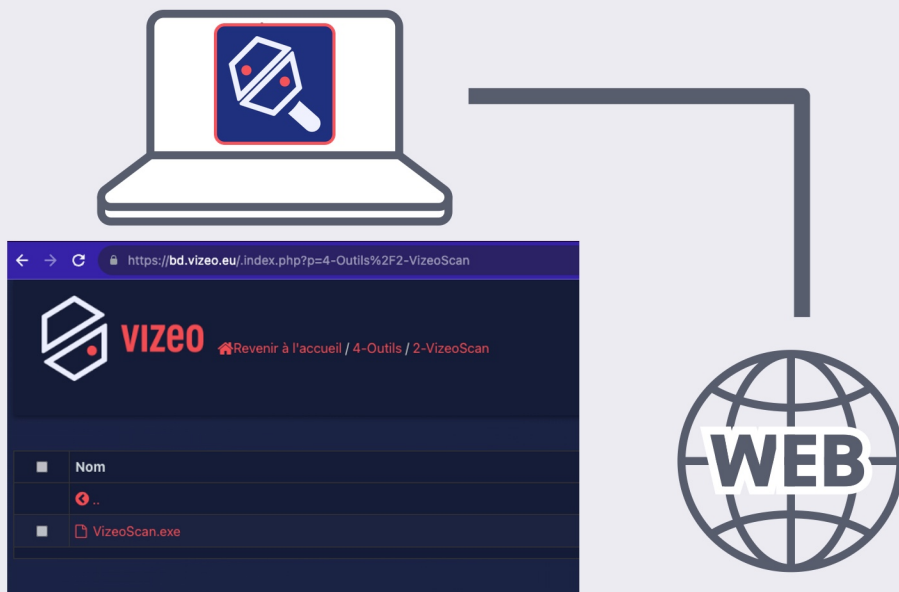 https://bd.vizeo.eu/.index.php?p=4-Outils%2F2-VizeoScan
VIZEO Revenir à l'accueil / 4-Outils / 2-VizeoScan
Nom
..
VizeoScan.exe
WEB